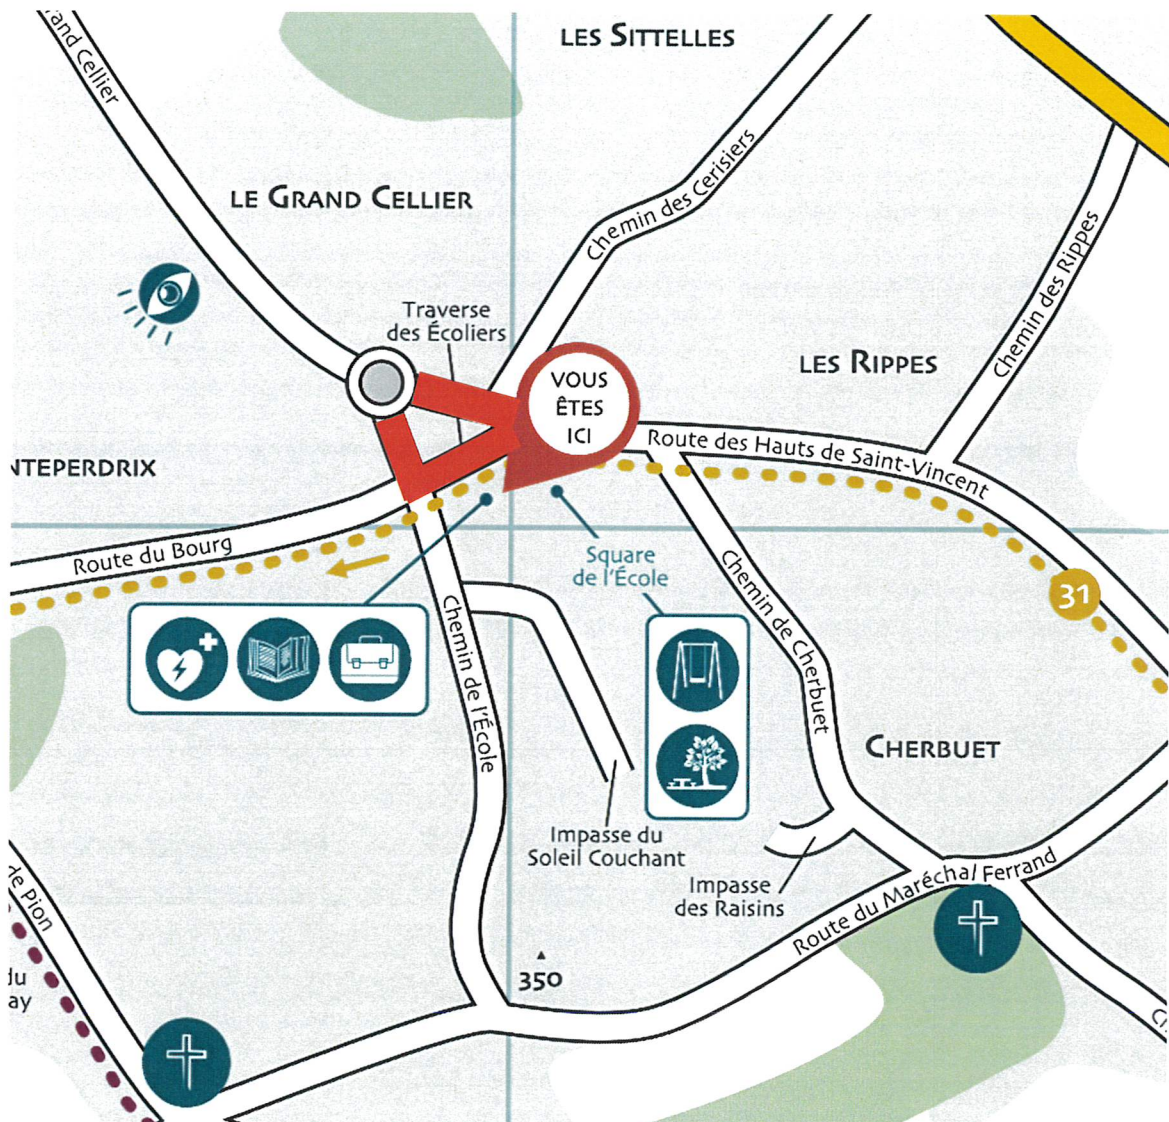 LES SITTELLES
Grand Cellier
Chemin des Cerisiers
LE GRAND CELLIER
Chemin des Rippes
Traverse
des Écoliers
LES RIPPES
VOUS
ÊTES
ICI
Route des Hauts de Saint-Vincent
NTEPERDRIX
Route du Bourg
Square
de l'École
31
Chemin de l'École
Chemin de Cherbuet
CHERBUET
Impasse du
Soleil Couchant
Impasse
des Raisins
Route du Maréchal Ferrand
de Pion
350
du
ay